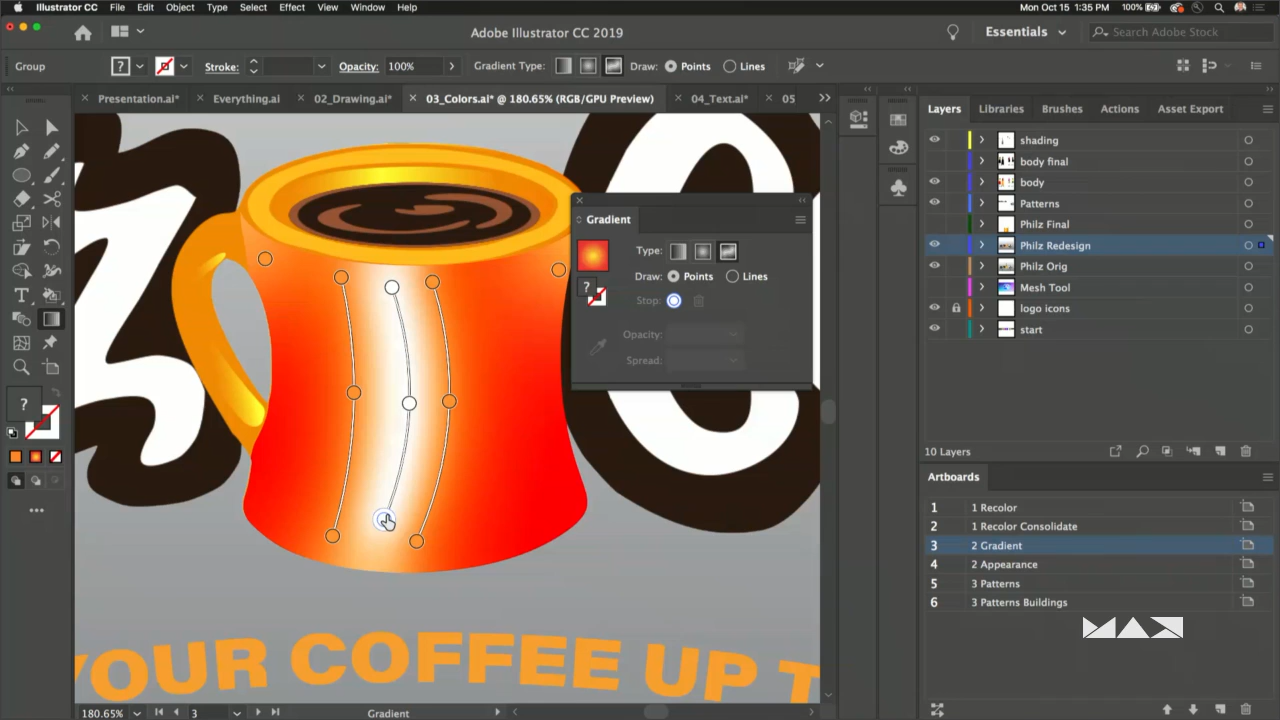 Illustrator CC File Edit Object Type Select Effect View Window Help Mon Oct 15 1:35 PM 100%
Adobe Illustrator CC 2019 Essentials Search Adobe Stock
Group ? Stroke: Opacity: 100% Gradient Type: Draw: Points Lines
Presentation.ai* Everything.ai 02_Drawing.ai* 03_Colors.ai* @ 180.65% (RGB/GPU Preview) 04_Text.ai* 05
Layers Libraries Brushes Actions Asset Export
shading
body final
body
Patterns
Philz Final
Philz Redesign
Philz Orig
Mesh Tool
logo icons
start
10 Layers
Gradient
Type:
Draw: Points Lines
? Stop:
Opacity:
Spread:
?
Artboards
1 1 Recolor
2 1 Recolor Consolidate
3 2 Gradient
4 2 Appearance
5 3 Patterns
6 3 Patterns Buildings
MAX
YOUR COFFEE UP T
180.65% 3 Gradient